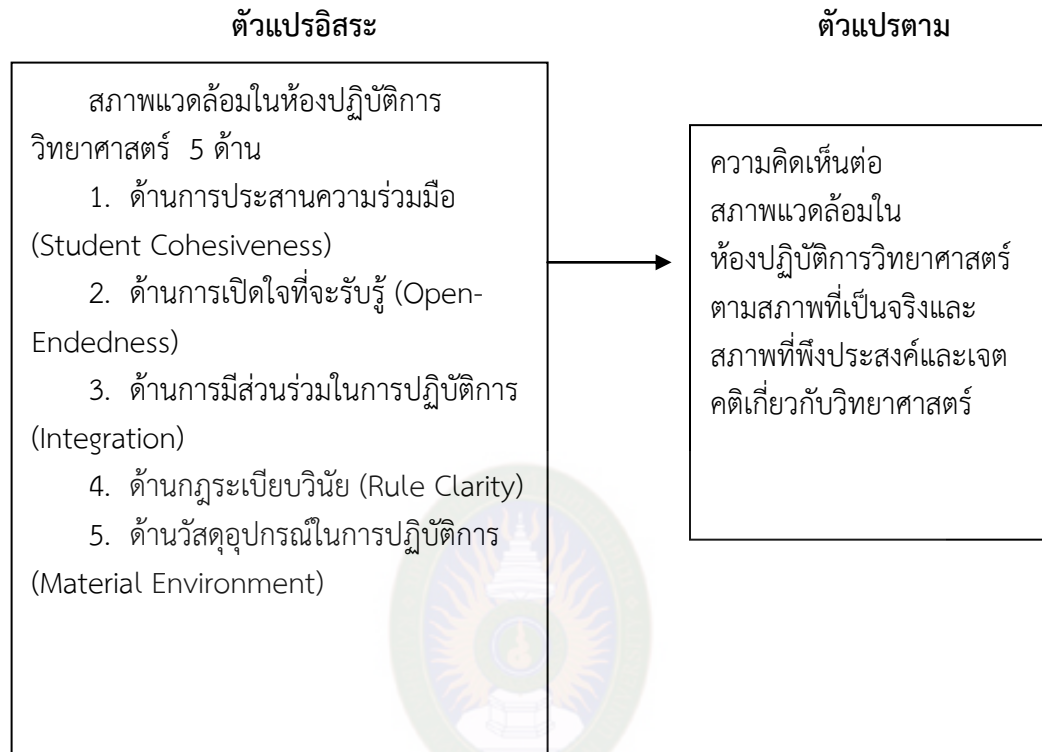 ตัวแปรอิสระ
ตัวแปรตาม
สภาพแวดล้อมในห้องปฏิบัติการ
วิทยาศาสตร์ 5 ด้าน
1. ด้านการประสานความร่วมมือ
(Student Cohesiveness)
2. ด้านการเปิดใจที่จะรับรู้ (Open-
Endedness)
3. ด้านการมีส่วนร่วมในการปฏิบัติการ
(Integration)
4. ด้านกฎระเบียบวินัย (Rule Clarity)
5. ด้านวัสดุอุปกรณ์ในการปฏิบัติการ
(Material Environment)
ความคิดเห็นต่อ
สภาพแวดล้อมใน
ห้องปฏิบัติการวิทยาศาสตร์
ตามสภาพที่เป็นจริงและ
สภาพที่พึงประสงค์และเจต
คติเกี่ยวกับวิทยาศาสตร์